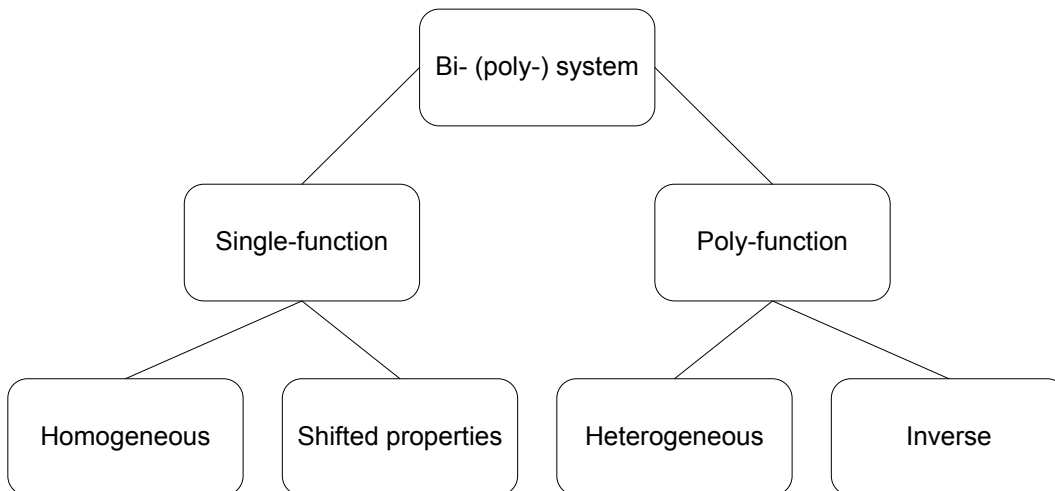 Bi- (poly-) system
Single-function
Poly-function
Homogeneous
Shifted properties
Heterogeneous
Inverse